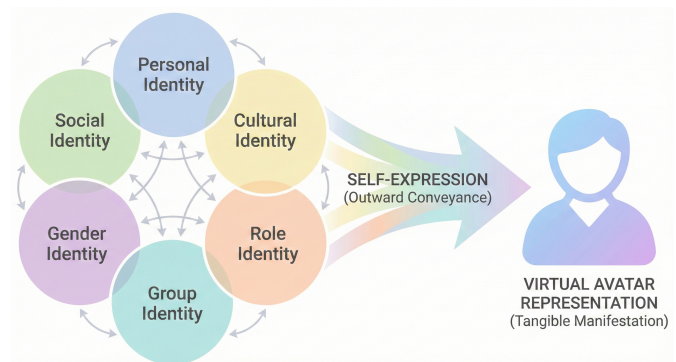 Personal
Identity
Social
Identity
Cultural
Identity
Gender
Identity
Role
Identity
Group
Identity
SELF-EXPRESSION
(Outward Conveyance)
VIRTUAL AVATAR
REPRESENTATION
(Tangible Manifestation)